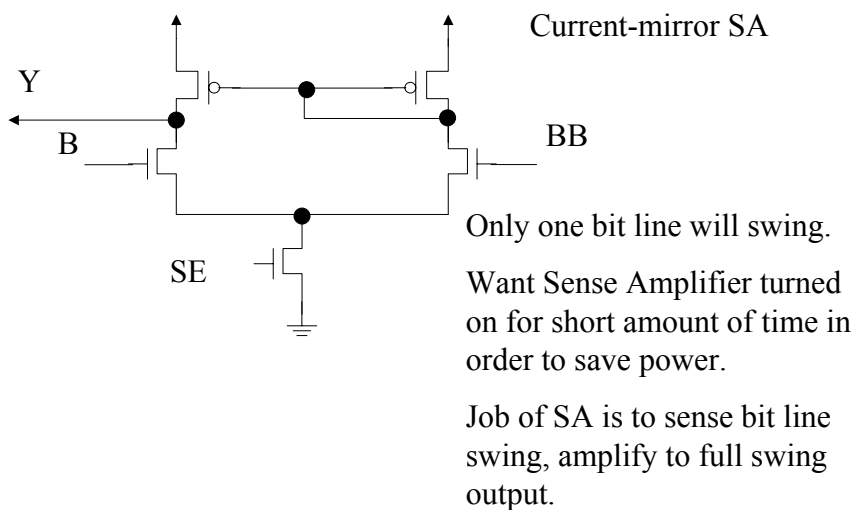 Current-mirror SA
Y
B
BB
SE
Only one bit line will swing.
Want Sense Amplifier turned
on for short amount of time in
order to save power.
Job of SA is to sense bit line
swing, amplify to full swing
output.